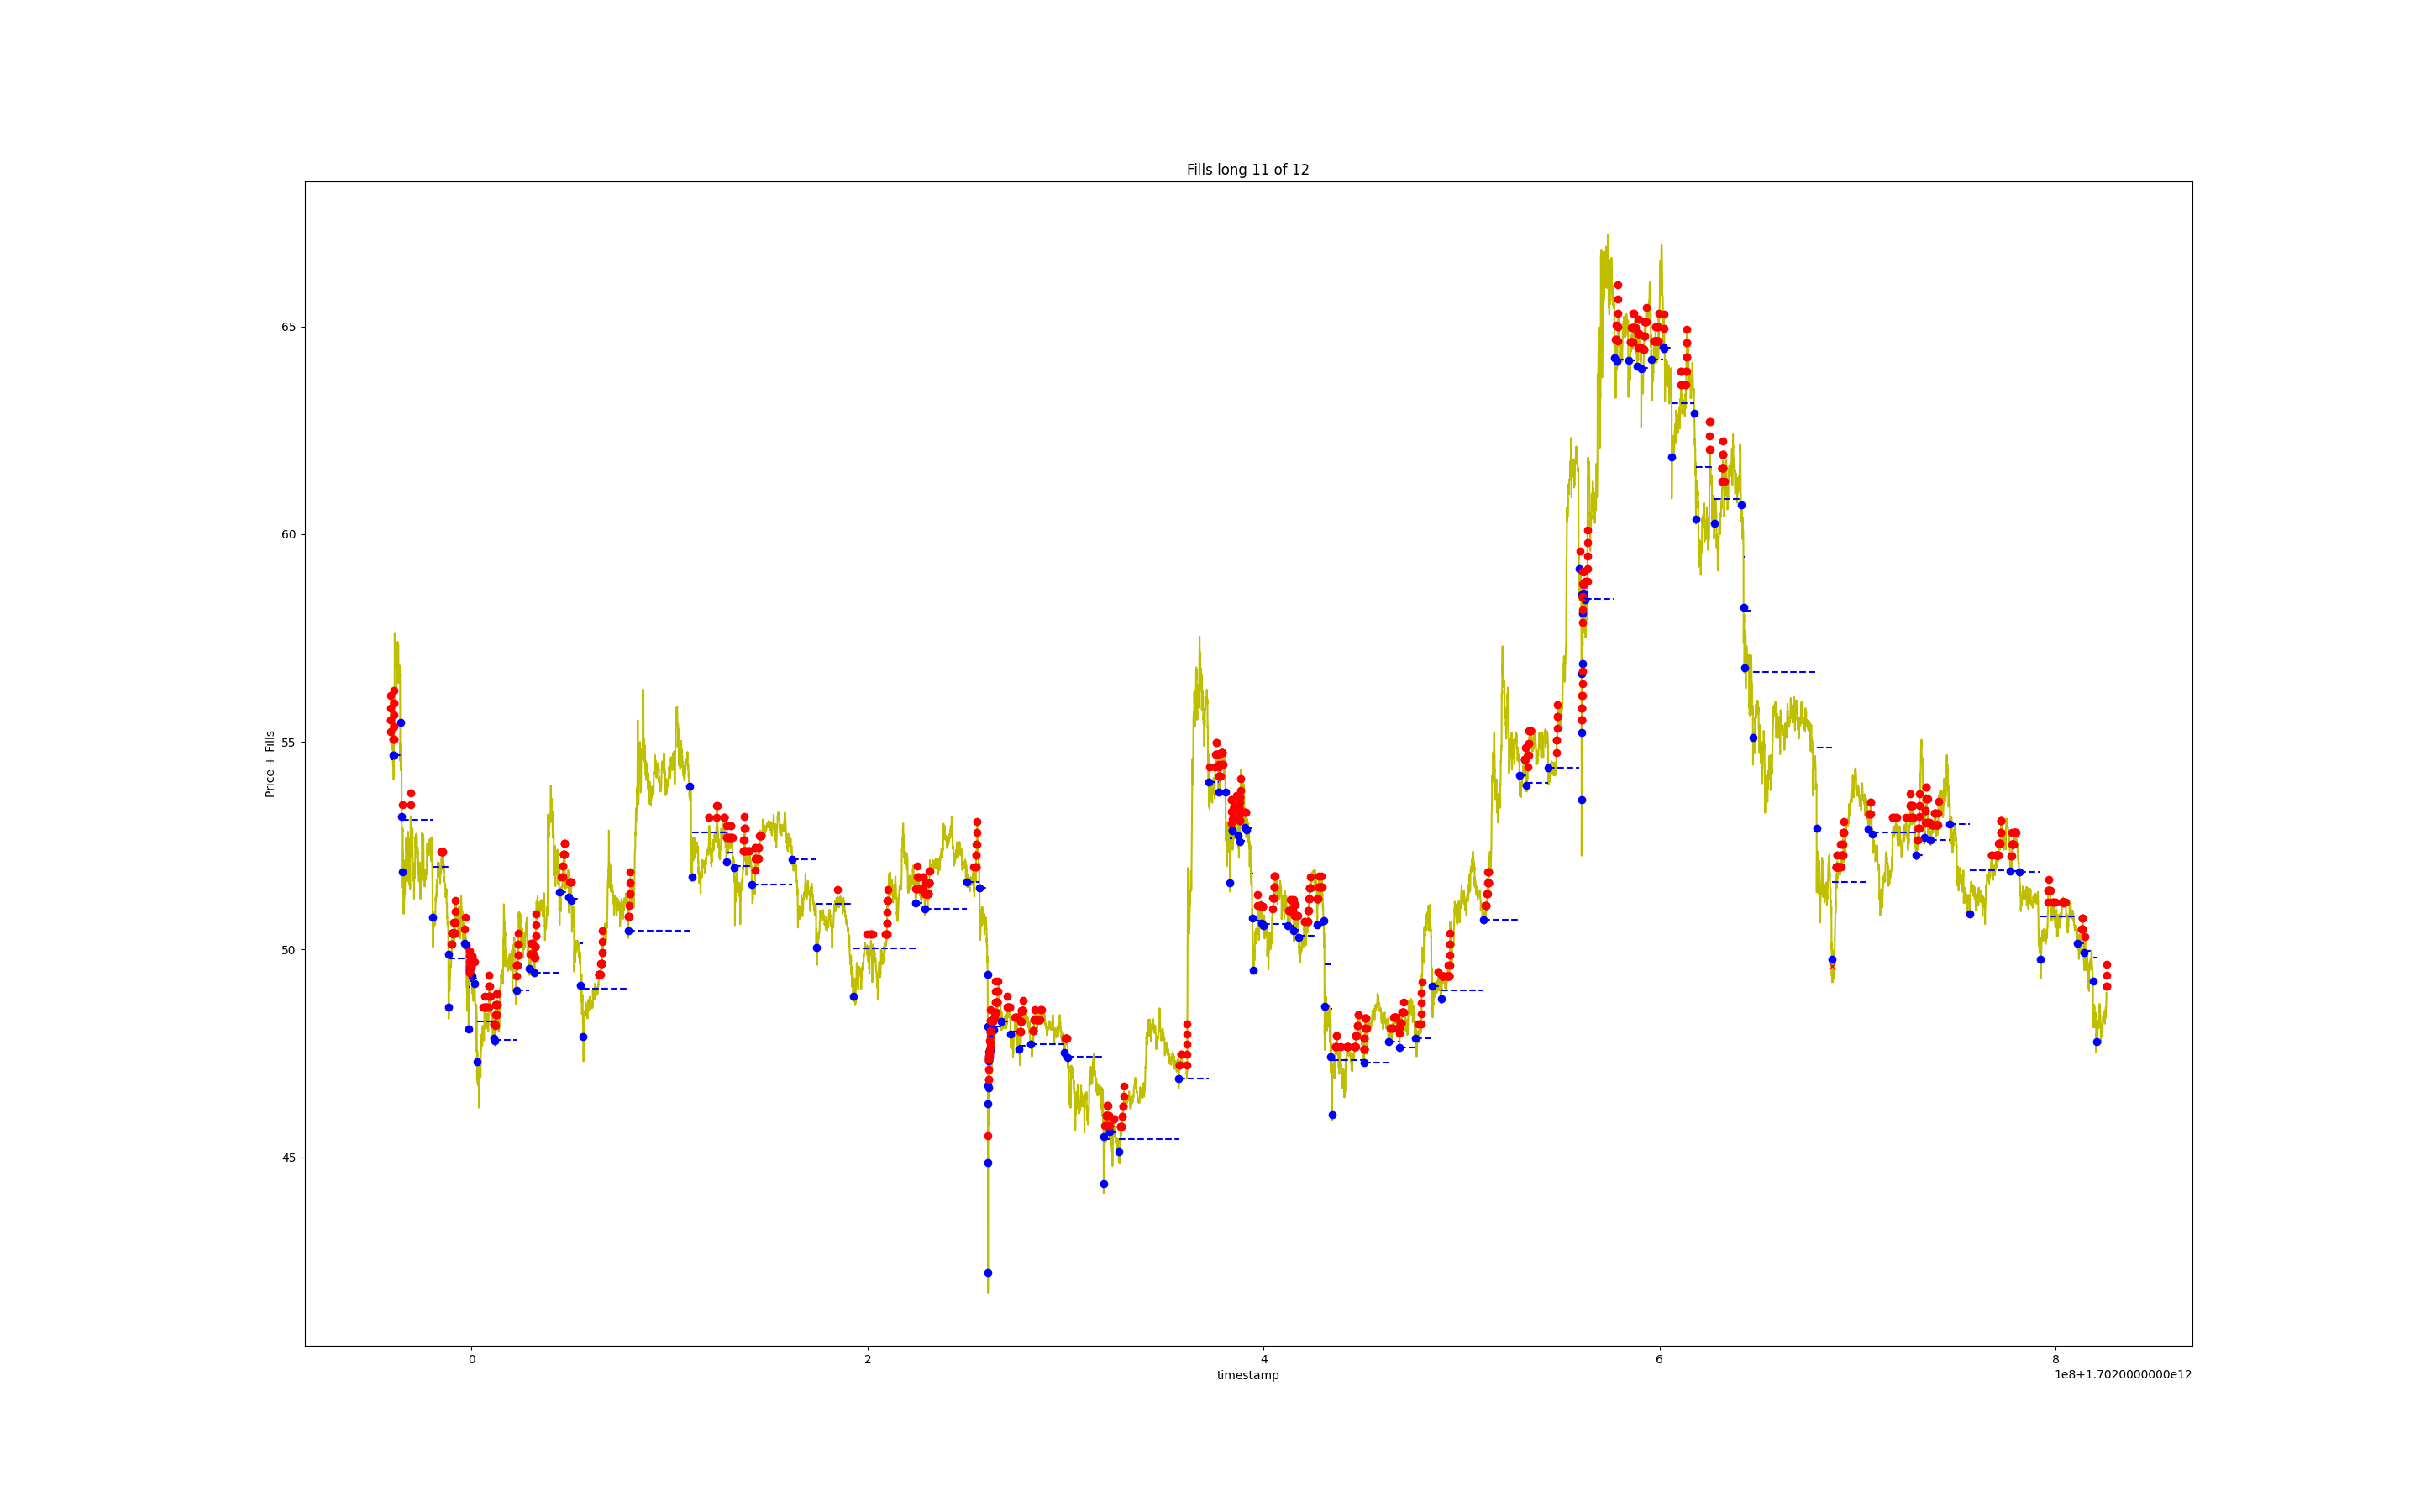 Fills long 11 of 12
Price + Fills
65
60
55
50
45
0 2 4 6 8
timestamp
1e8+1.7020000000e12